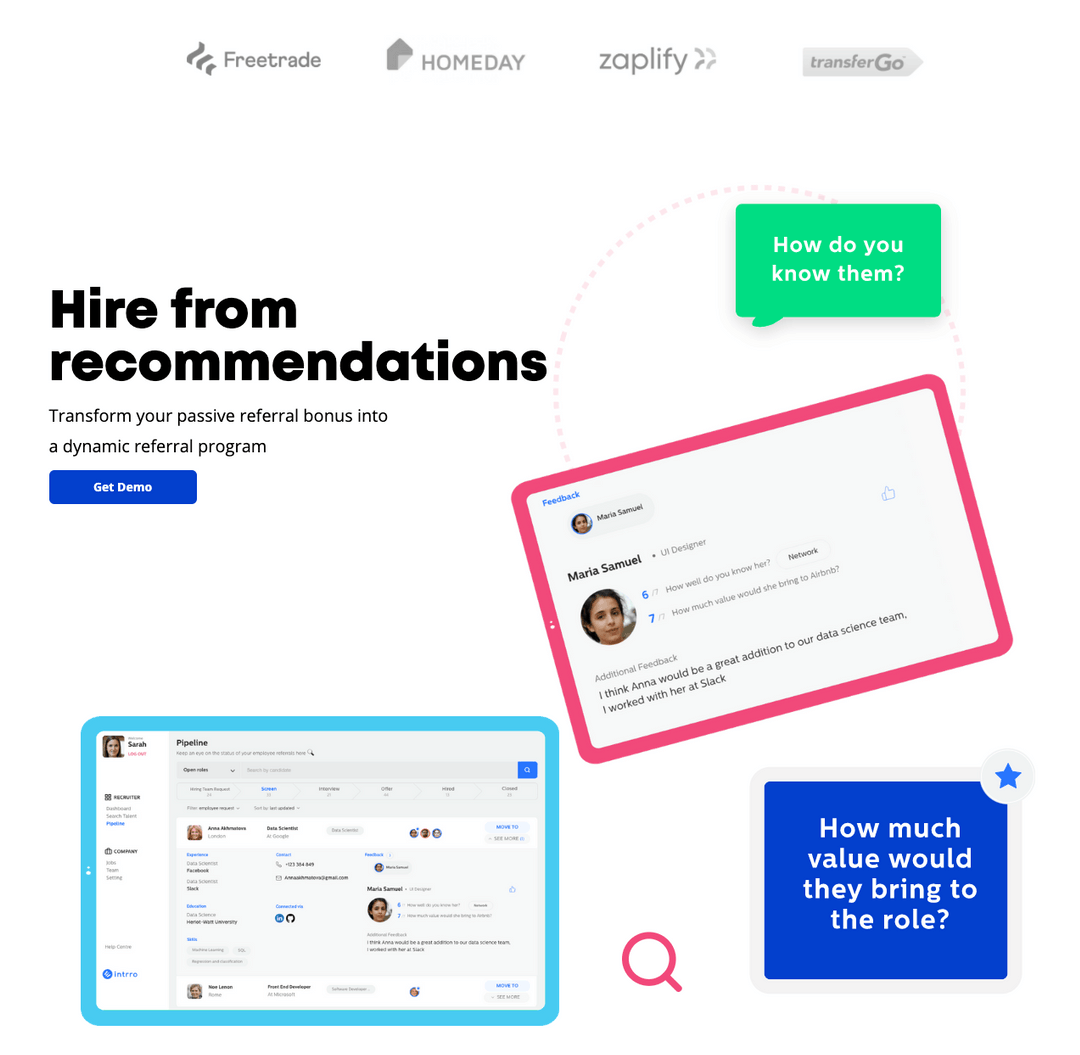 Freetrade
HOMEDAY
zaplify
transferGo
How do you
know them?
Hire from
recommendations
Transform your passive referral bonus into
a dynamic referral program
Get Demo
Feedback
Maria Samuel
Maria Samuel • UI Designer
6 /7 How well do you know her? Network
7 /7 How much value would she bring to Airbnb?
Additional Feedback
I think Anna would be a great addition to our data science team,
I worked with her at Slack
Welcome
Sarah
LOG OUT
RECRUITER
Dashboard
Search Talent
Pipeline
COMPANY
Jobs
Team
Setting
Help Centre
intrro
Pipeline
Keep an eye on the status of your employee referrals here
Open roles
Search by candidate
Hiring Team Request
Screen
Interview
Offer
Hired
Closed
Filter employee request
Sort by last updated
Anna Akhmatova
London
Data Scientist
At Google
Data Scientist
MOVE TO
SEE MORE
Experience
Data Scientist
Facebook
Data Scientist
Slack
Education
Data Science
Heriot-Watt University
Skills
Machine Learning
SQL
Regression and classification
Contact
+123 384 849
Annaakhmatova@gmail.com
Connected Via
Feedback
Maria Samuel
Maria Samuel • UI Designer
6 How well do you know her? Network
7 How much value would she bring to Airbnb?
Additional Feedback
I think Anna would be a great addition to our data science team,
I worked with her at Slack
Noe Lenon
Rome
Front End Developer
At Microsoft
Software Developer
MOVE TO
SEE MORE
How much
value would
they bring to
the role?